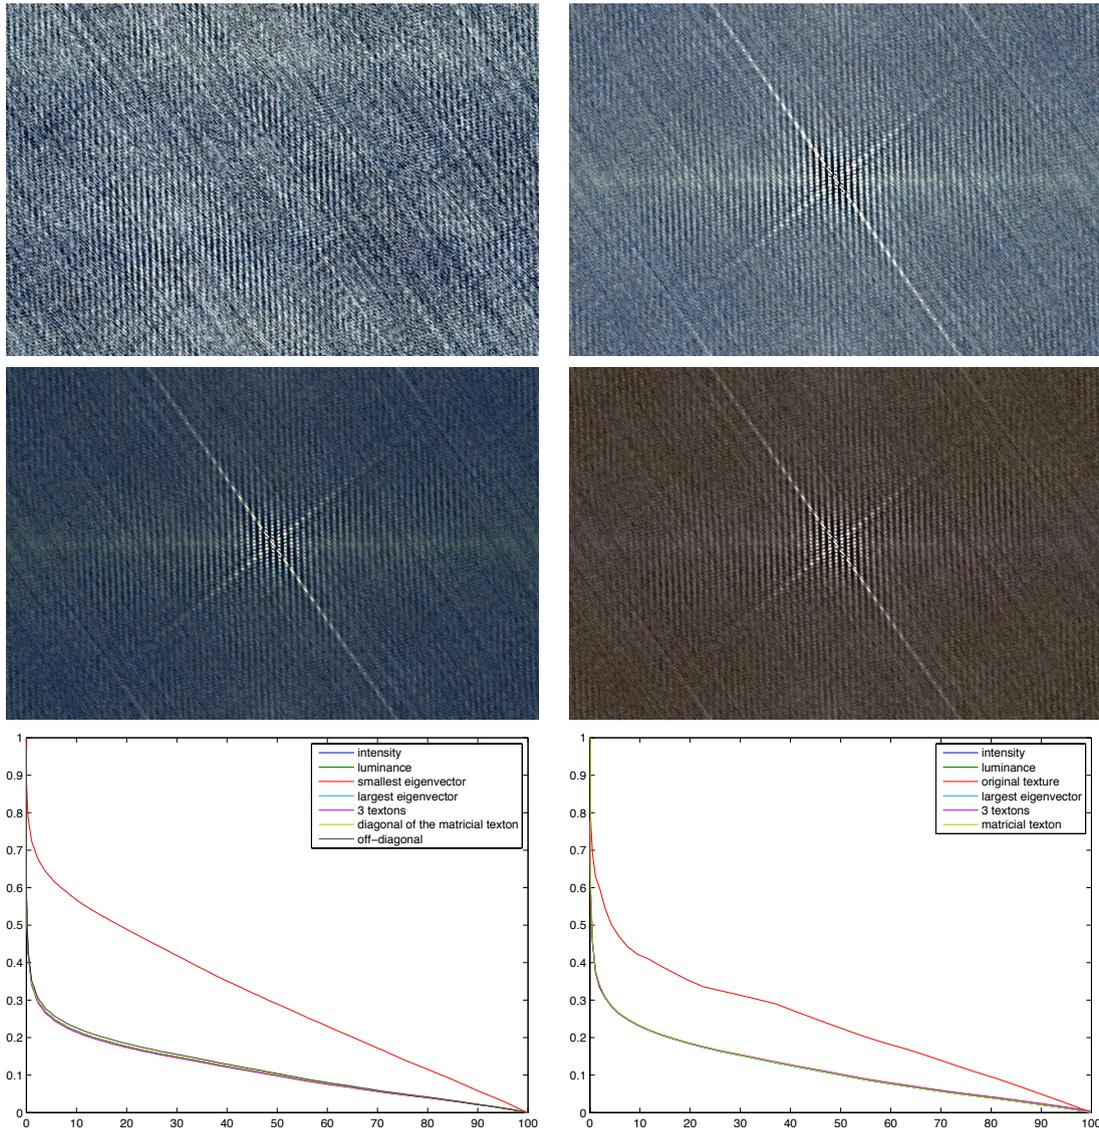 1
0.9
0.8
0.7
0.6
0.5
0.4
0.3
0.2
0.1
0
0 10 20 30 40 50 60 70 80 90 100
intensity
luminance
smallest eigenvector
largest eigenvector
3 textons
diagonal of the matricial texton
off-diagonal
1
0.9
0.8
0.7
0.6
0.5
0.4
0.3
0.2
0.1
0
0 10 20 30 40 50 60 70 80 90 100
intensity
luminance
original texture
largest eigenvector
3 textons
matricial texton